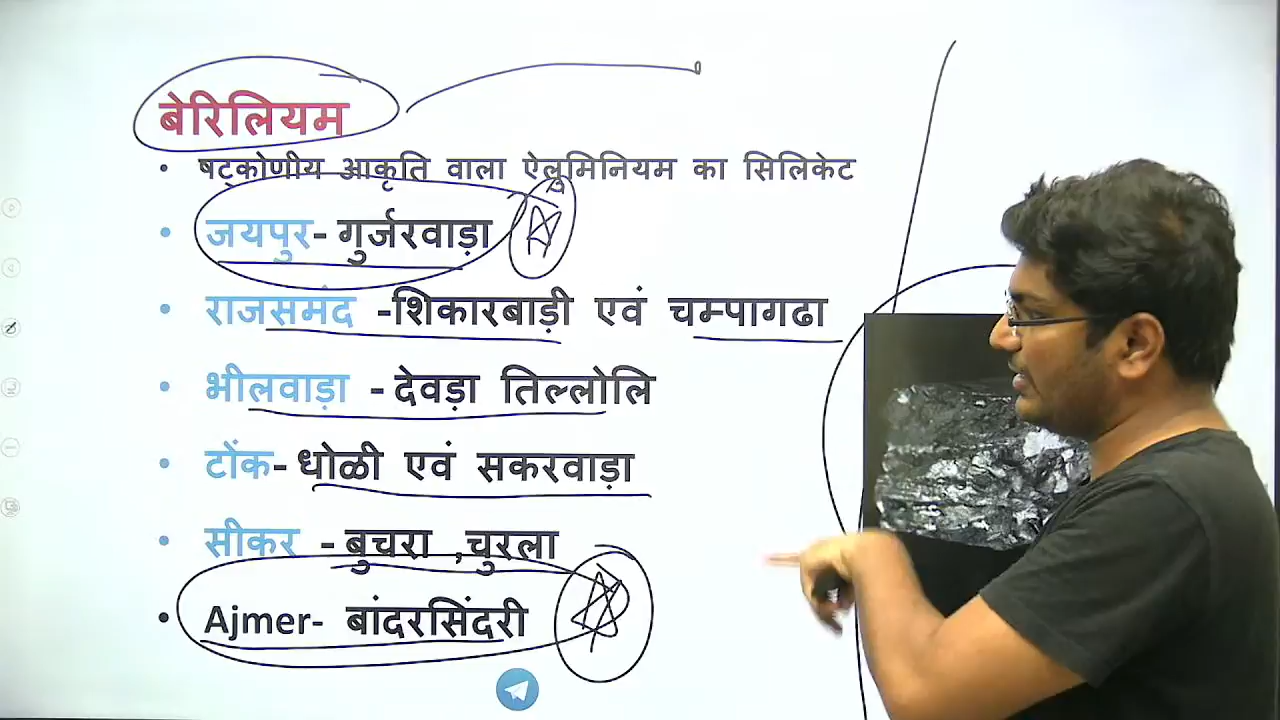 बेरिलियम
• षट्कोणीय आकृति वाला ऐलुमिनियम का सिलिकेट
• जयपुर- गुर्जरवाड़ा
• राजसमंद -शिकारबाड़ी एवं चम्पागढा
• भीलवाड़ा - देवड़ा तिल्लोलि
• टोंक- धोळी एवं सकरवाड़ा
• सीकर - बुचरा ,चुरला
• Ajmer- बांदरसिंदरी